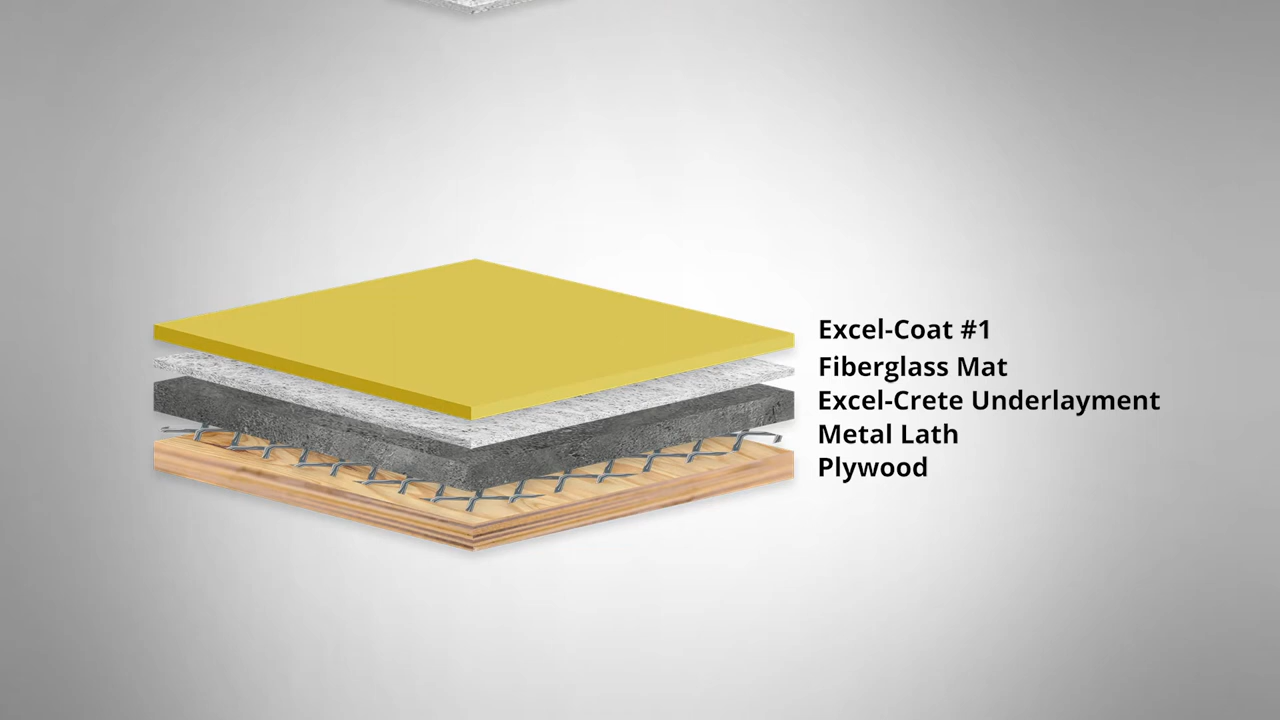 Excel-Coat #1
Fiberglass Mat
Excel-Crete Underlayment
Metal Lath
Plywood